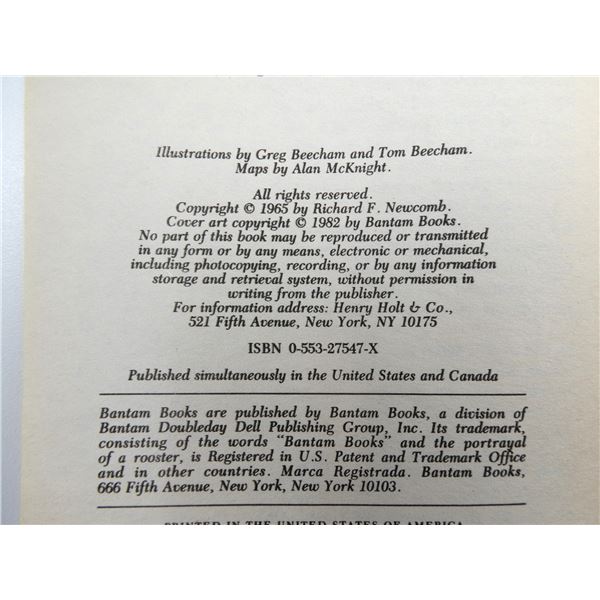 Illustrations by Greg Beecham and Tom Beecham.
Maps by Alan McKnight.
All rights reserved.
Copyright © 1965 by Richard F. Newcomb.
Cover art copyright © 1982 by Bantam Books.
No part of this book may be reproduced or transmitted
in any form or by any means, electronic or mechanical,
including photocopying, recording, or by any information
storage and retrieval system, without permission in
writing from the publisher.
For information address: Henry Holt & Co.,
521 Fifth Avenue, New York, NY 10175
ISBN 0-553-27547-X
Published simultaneously in the United States and Canada
Bantam Books are published by Bantam Books, a division of
Bantam Doubleday Dell Publishing Group, Inc. Its trademark,
consisting of the words "Bantam Books" and the portrayal
of a rooster, is Registered in U.S. Patent and Trademark Office
and in other countries. Marca Registrada. Bantam Books,
666 Fifth Avenue, New York, New York 10103.
PRINTED IN THE UNITED STATES OF AMERICA